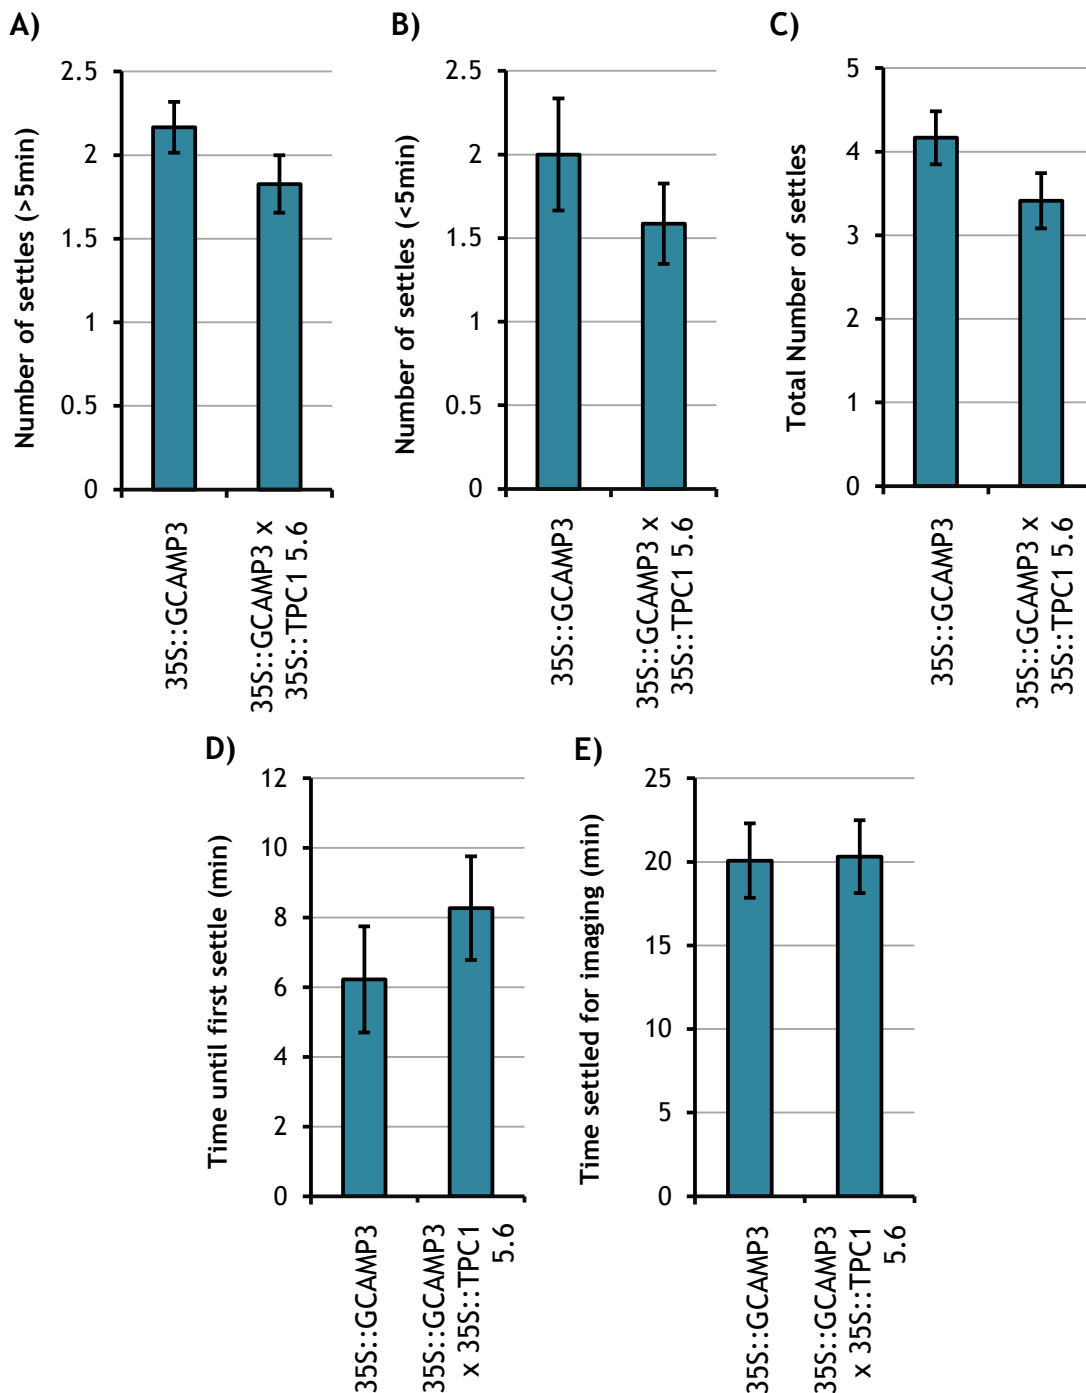 A)
Number of settles (>5min)
2.5
2
1.5
1
0.5
0
35S::GCAMP3
35S::GCAMP3 x
35S::TPC1 5.6
B)
Number of settles (<5min)
2.5
2
1.5
1
0.5
0
35S::GCAMP3
35S::GCAMP3 x
35S::TPC1 5.6
C)
Total Number of settles
5
4
3
2
1
0
35S::GCAMP3
35S::GCAMP3 x
35S::TPC1 5.6
D)
Time until first settle (min)
12
10
8
6
4
2
0
35S::GCAMP3
35S::GCAMP3
x 35S::TPC1
5.6
E)
Time settled for imaging (min)
25
20
15
10
5
0
35S::GCAMP3
35S::GCAMP3
x 35S::TPC1
5.6